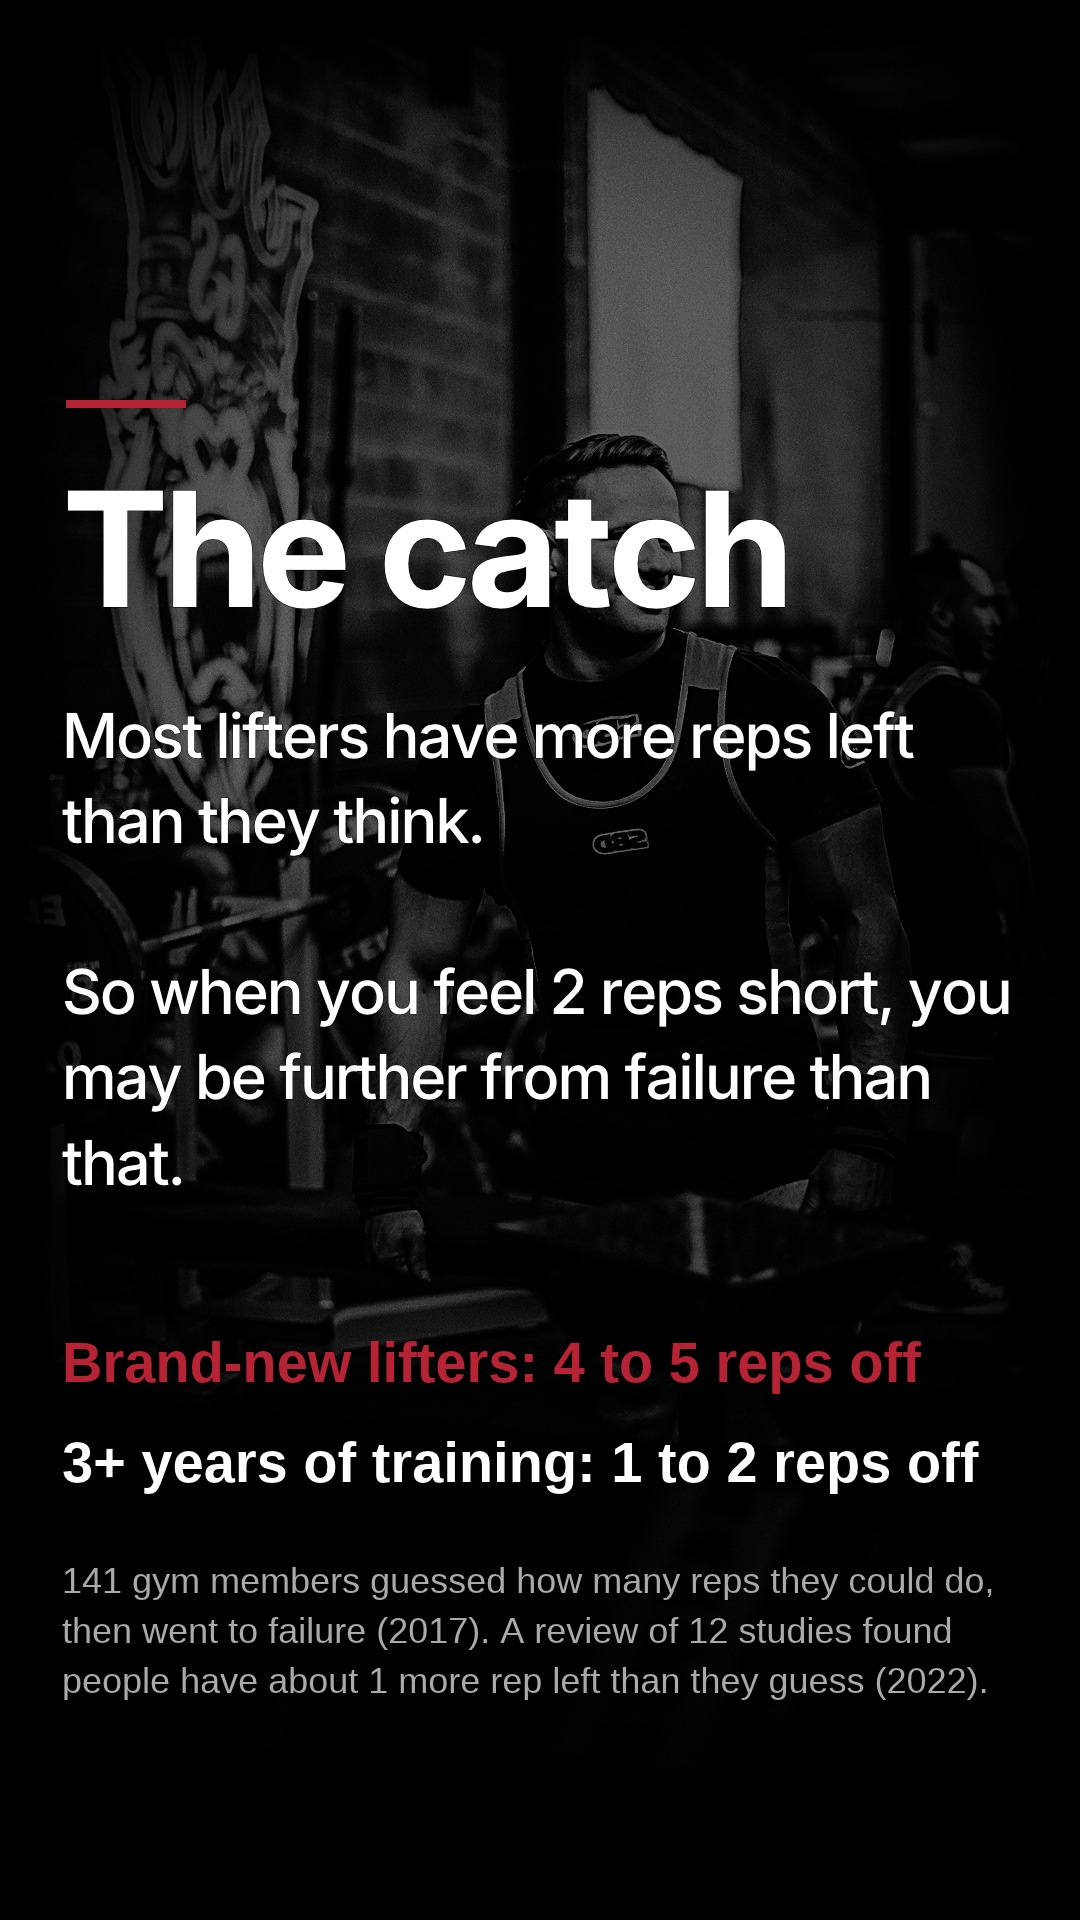 The catch
Most lifters have more reps left
than they think.
So when you feel 2 reps short, you
may be further from failure than
that.
Brand-new lifters: 4 to 5 reps off
3+ years of training: 1 to 2 reps off
141 gym members guessed how many reps they could do,
then went to failure (2017). A review of 12 studies found
people have about 1 more rep left than they guess (2022).